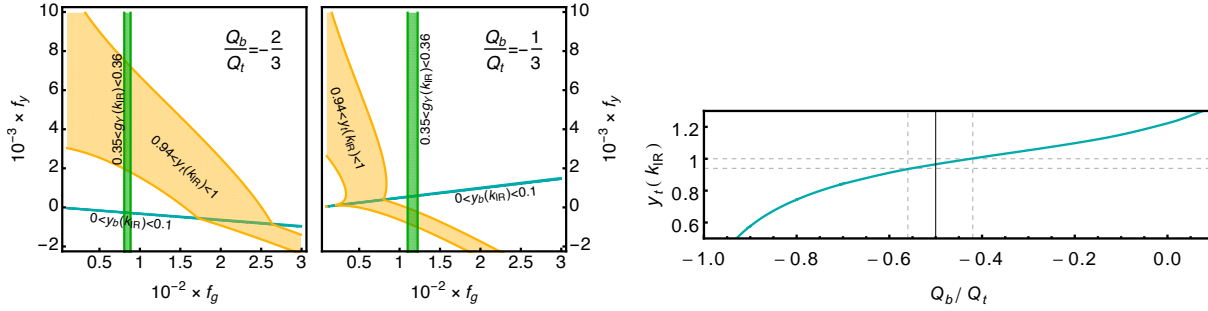 10
8
6
4
2
0
−2
10⁻³ × f_y
Q_b/Q_t=−2/3
0.35<g_Y(k_IR)<0.36
0.94<y_t(k_IR)<1
0<y_b(k_IR)<0.1
0.5 1 1.5 2 2.5 3
10⁻² × f_g
Q_b/Q_t=−1/3
0.94<y_t(k_IR)<1
0.35<g_Y(k_IR)<0.36
0<y_b(k_IR)<0.1
0.5 1 1.5 2 2.5 3
10⁻² × f_g
10
8
6
4
2
0
−2
10⁻³ × f_y
y_t(k_IR)
1.2
1
0.8
0.6
−1.0 −0.8 −0.6 −0.4 −0.2 0.0
Q_b/Q_t